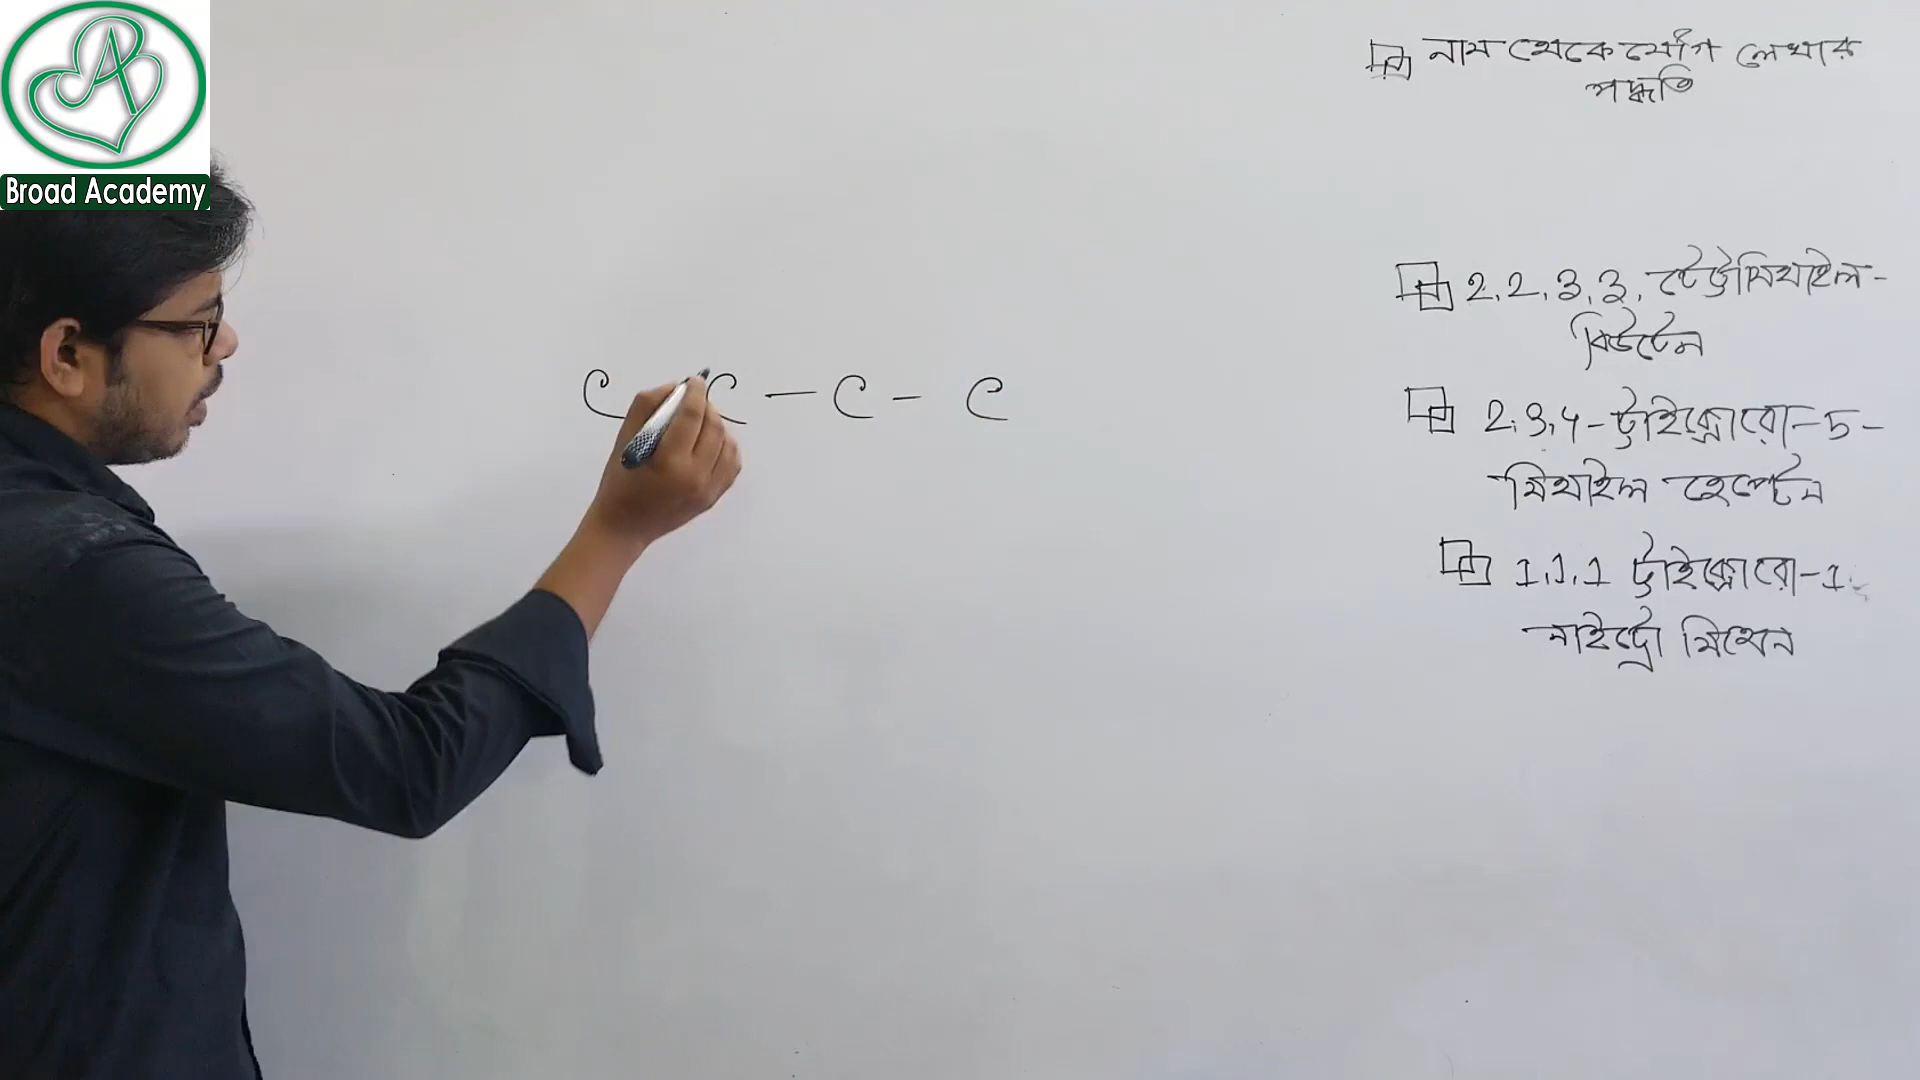 Broad Academy
নাম থেকে যৌগ লেখার
পদ্ধতি
2,2,3,3, টেট্রামিথাইল-
বিউটেন
2,3,4-ট্রাইক্লোরো-5-
মিথাইল হেপ্টেন
1,1,1 ট্রাইক্লোরো-1
নাইট্রো মিথেন
C C — C - C